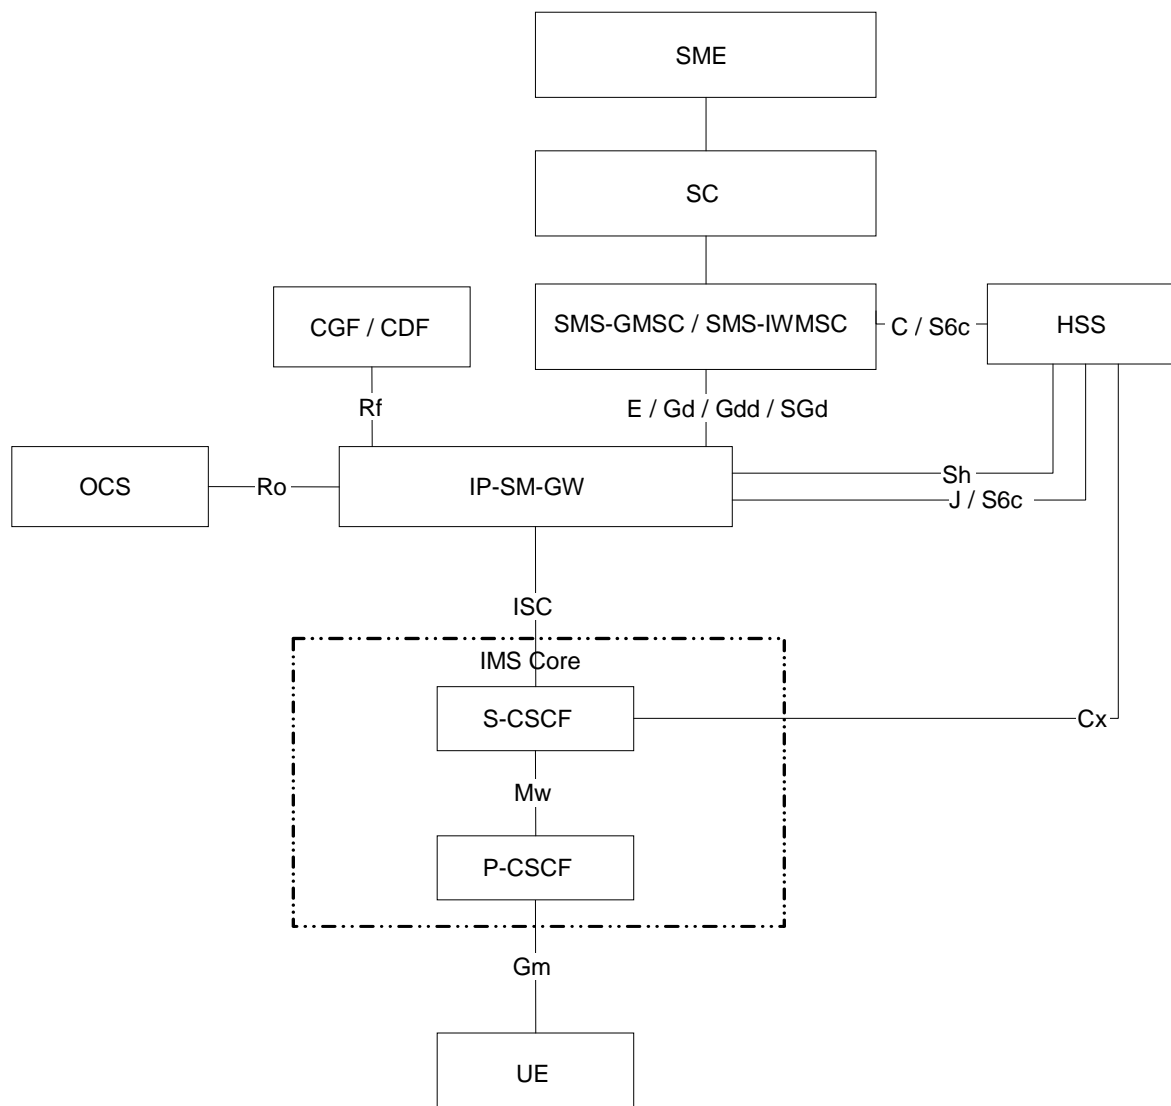 SME
SC
CGF / CDF
SMS-GMSC / SMS-IWMSC
C / S6c
HSS
Rf
E / Gd / Gdd / SGd
OCS
Ro
IP-SM-GW
Sh
J / S6c
ISC
IMS Core
S-CSCF
Cx
Mw
P-CSCF
Gm
UE